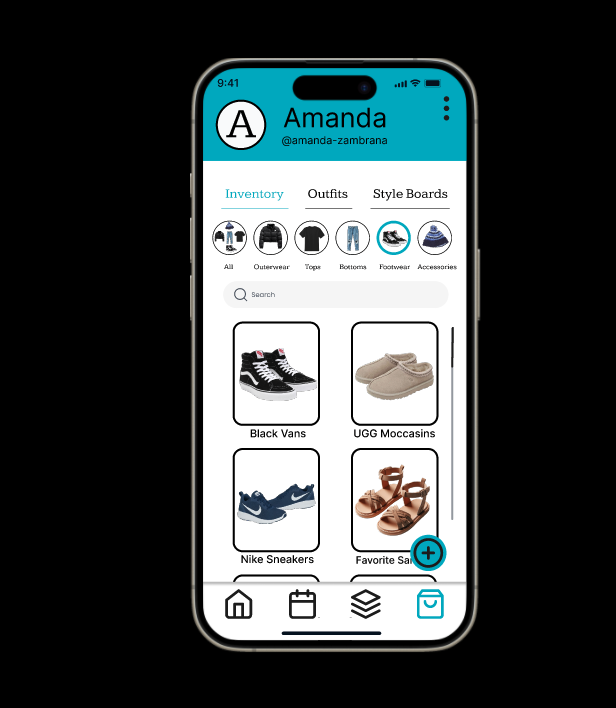 9:41
A
Amanda
@amanda-zambrana
Inventory Outfits Style Boards
All Outerwear Tops Bottoms Footwear Accessories
Search
Black Vans UGG Moccasins
Nike Sneakers Favorite Sa